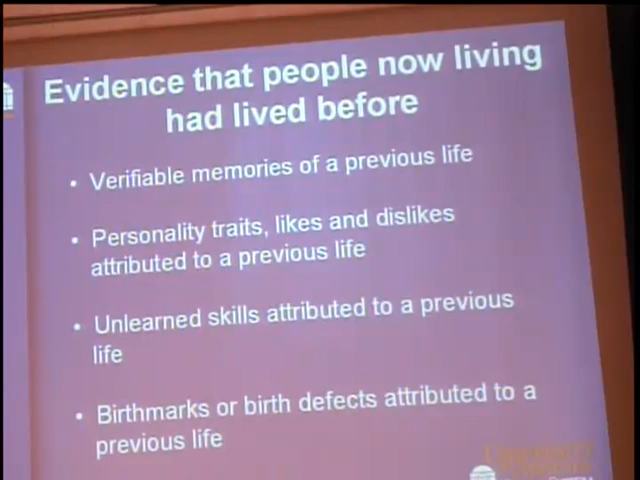 Evidence that people now living
had lived before
• Verifiable memories of a previous life
• Personality traits, likes and dislikes
attributed to a previous life
• Unlearned skills attributed to a previous
life
• Birthmarks or birth defects attributed to a
previous life